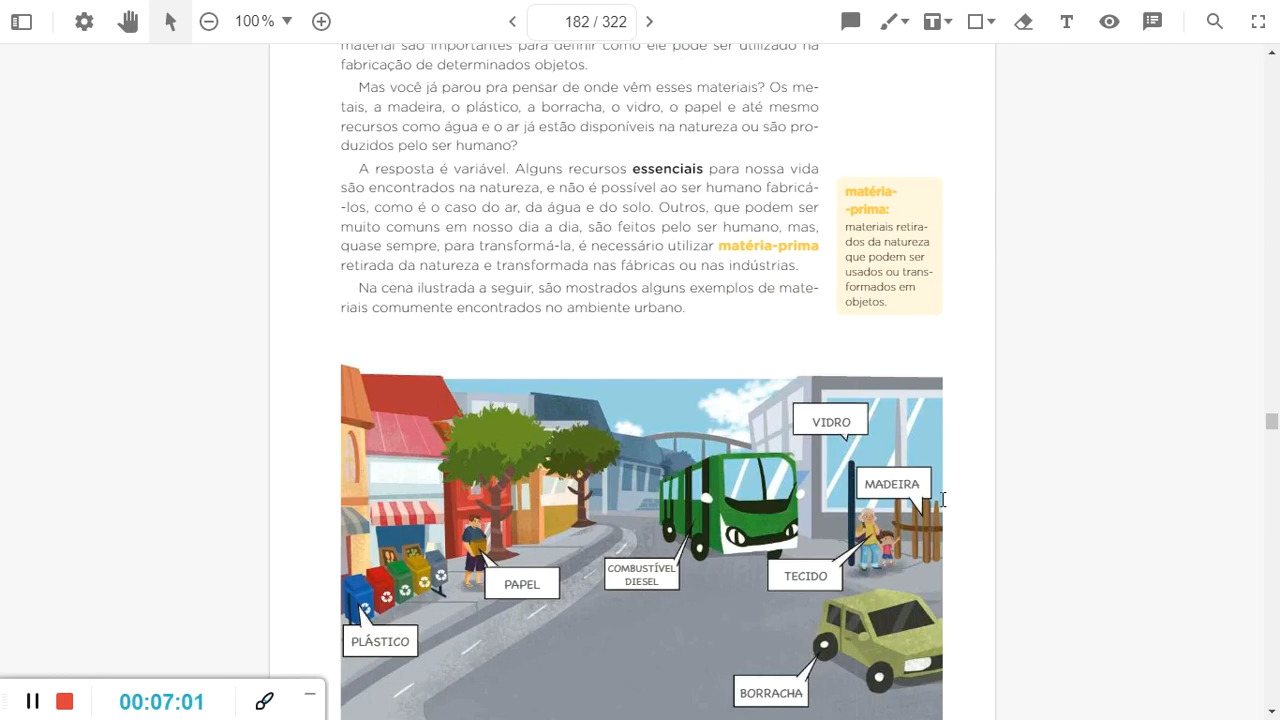 100%
182 / 322
material são importantes para definir como ele pode ser utilizado na
fabricação de determinados objetos.
Mas você já parou pra pensar de onde vêm esses materiais? Os me-
tais, a madeira, o plástico, a borracha, o vidro, o papel e até mesmo
recursos como água e o ar já estão disponíveis na natureza ou são pro-
duzidos pelo ser humano?
A resposta é variável. Alguns recursos essenciais para nossa vida
são encontrados na natureza, e não é possível ao ser humano fabricá-
-los, como é o caso do ar, da água e do solo. Outros, que podem ser
muito comuns em nosso dia a dia, são feitos pelo ser humano, mas,
quase sempre, para transformá-la, é necessário utilizar matéria-prima
retirada da natureza e transformada nas fábricas ou nas indústrias.
Na cena ilustrada a seguir, são mostrados alguns exemplos de mate-
riais comumente encontrados no ambiente urbano.
matéria-
-prima:
materiais retira-
dos da natureza
que podem ser
usados ou trans-
formados em
objetos.
VIDRO
MADEIRA
COMBUSTÍVEL
DIESEL
TECIDO
PAPEL
PLÁSTICO
BORRACHA
00:07:01